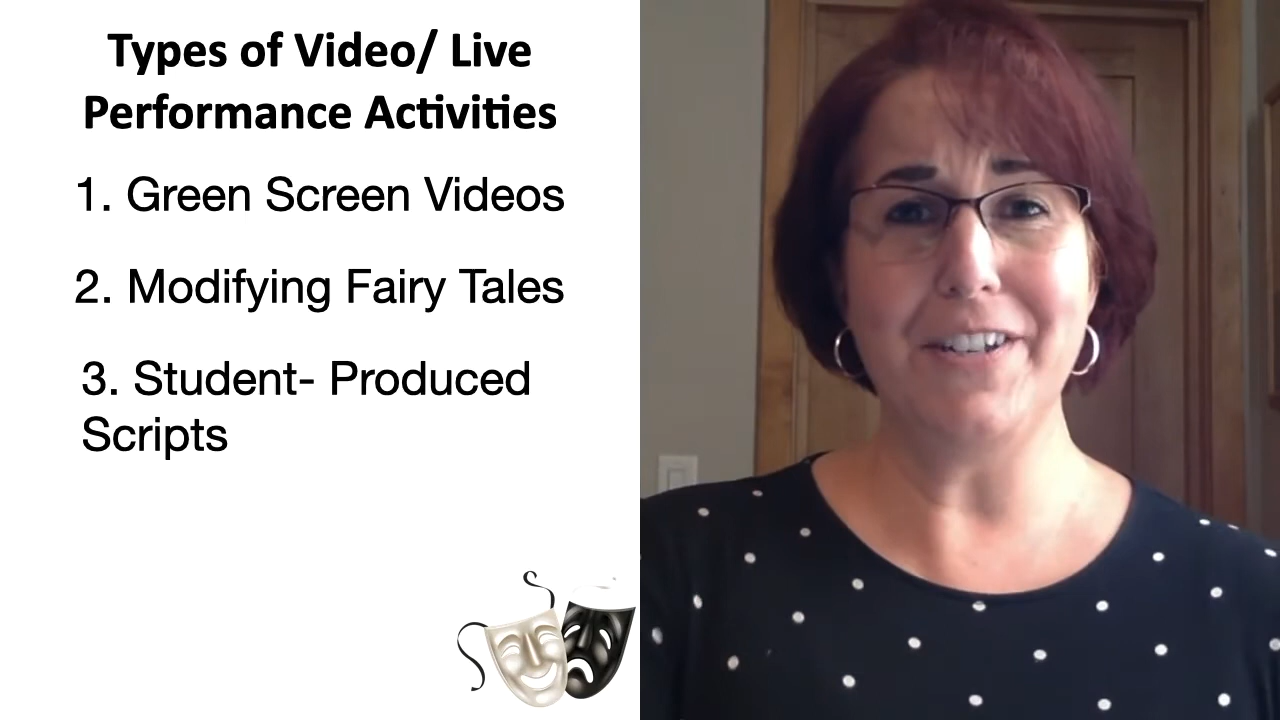 Types of Video/ Live
Performance Activities
1. Green Screen Videos
2. Modifying Fairy Tales
3. Student- Produced
Scripts